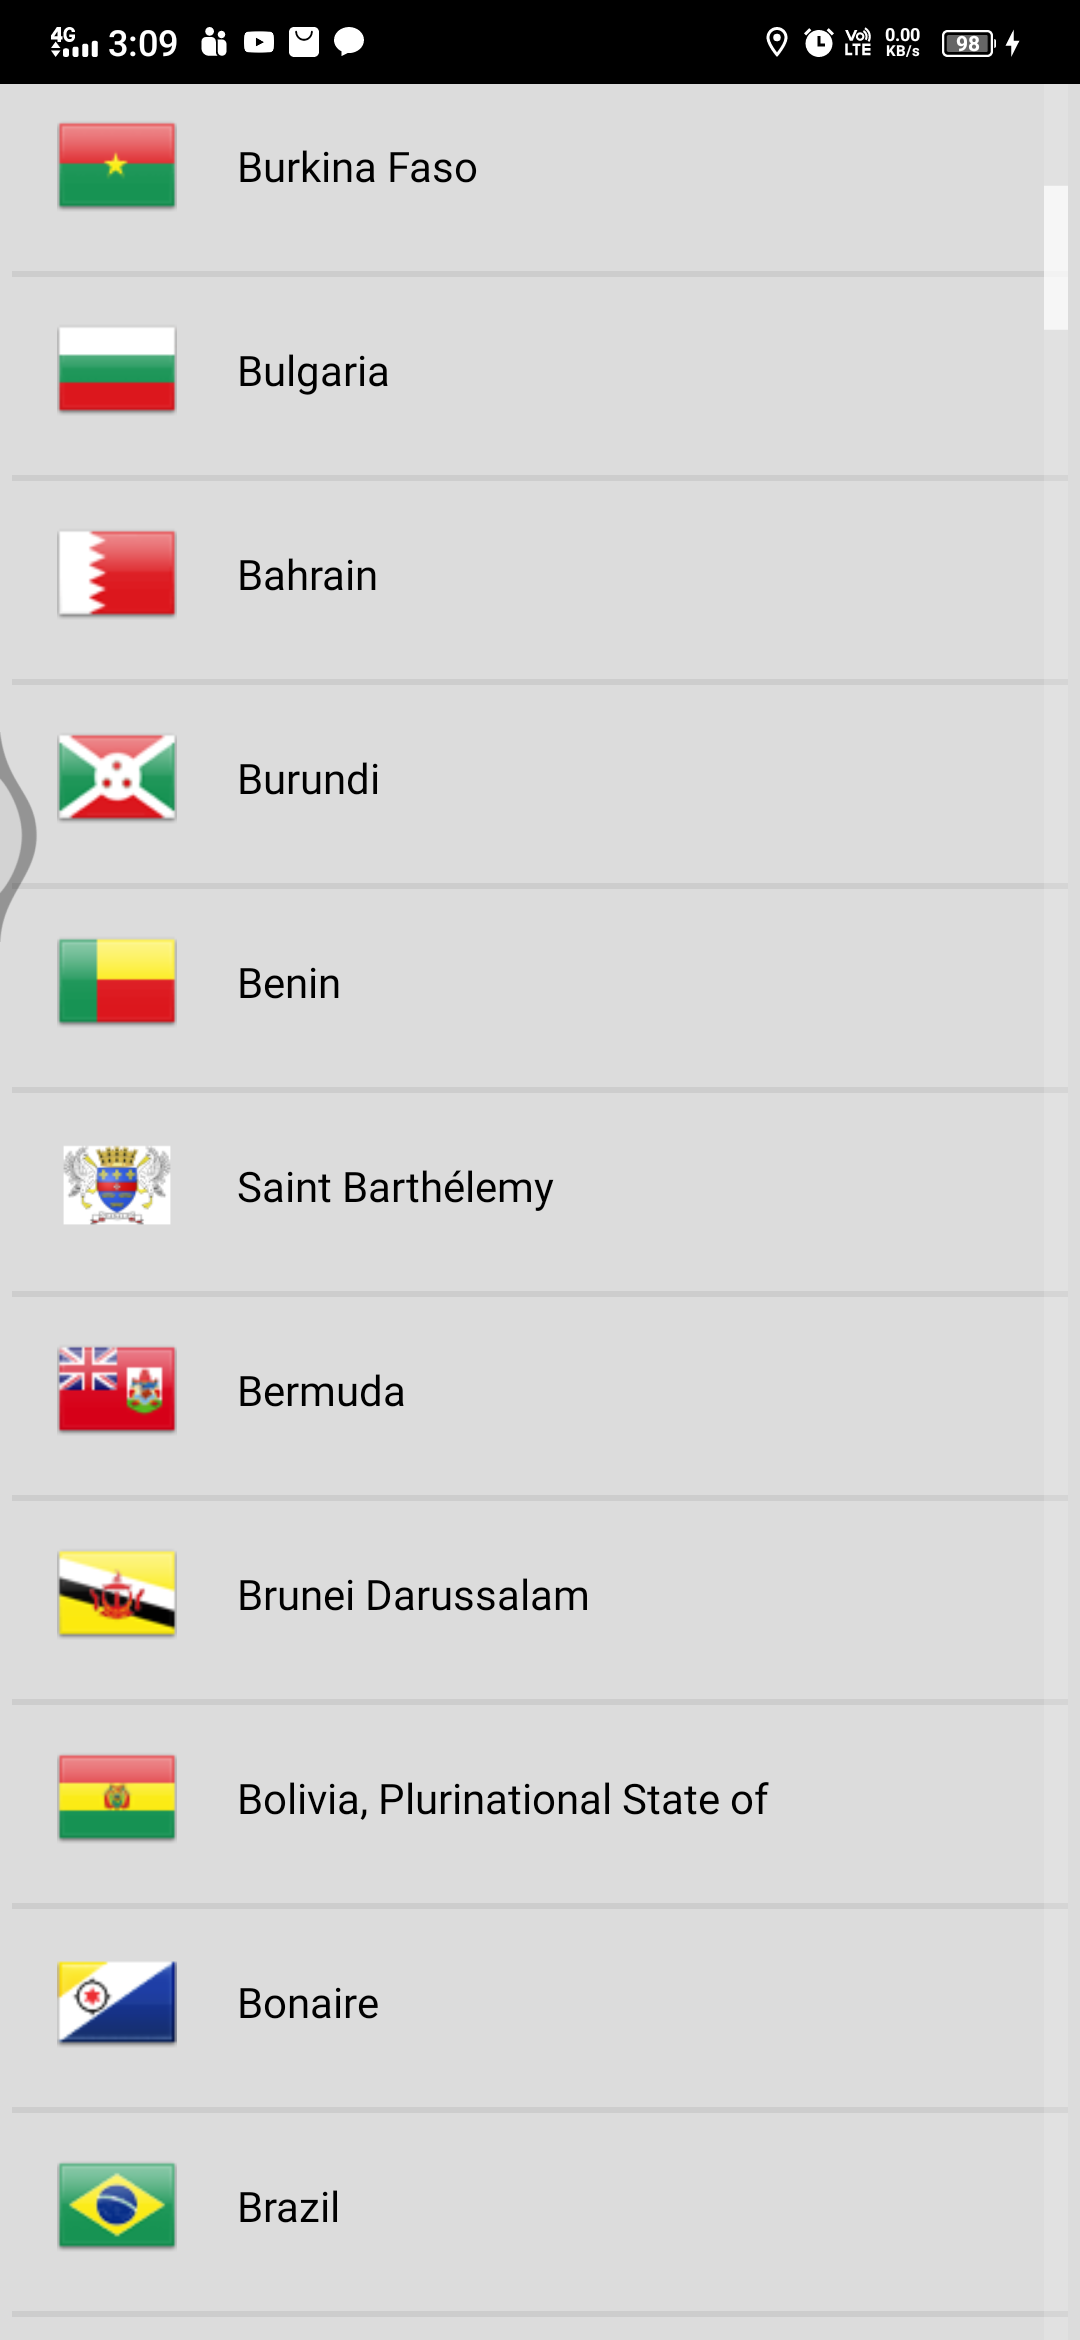 4G 3:09 Vo) LTE 0.00 KB/s 98
Burkina Faso
Bulgaria
Bahrain
Burundi
Benin
Saint Barthélemy
Bermuda
Brunei Darussalam
Bolivia, Plurinational State of
Bonaire
Brazil